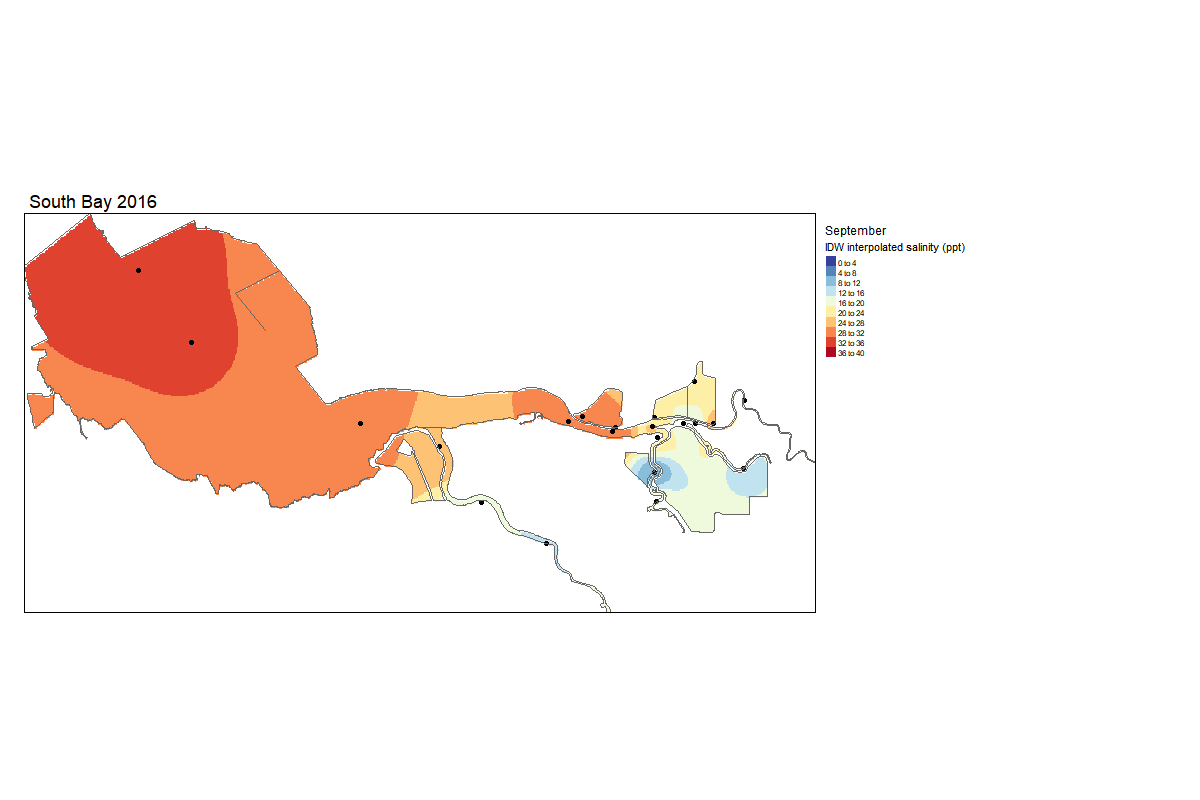 South Bay 2016
September
IDW interpolated salinity (ppt)
0 to 4
4 to 8
8 to 12
12 to 16
16 to 20
20 to 24
24 to 28
28 to 32
32 to 36
36 to 40